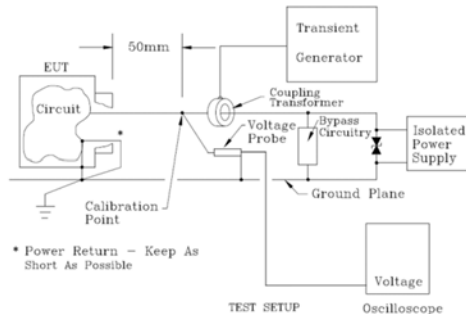 Transient
Generator
50mm
EUT
Circuit
Coupling
Transformer
*
Voltage
Probe
Bypass
Circuitry
Isolated
Power
Supply
Ground Plane
Calibration
Point
* Power Return - Keep As
Short As Possible
Voltage
TEST SETUP
Oscilloscope